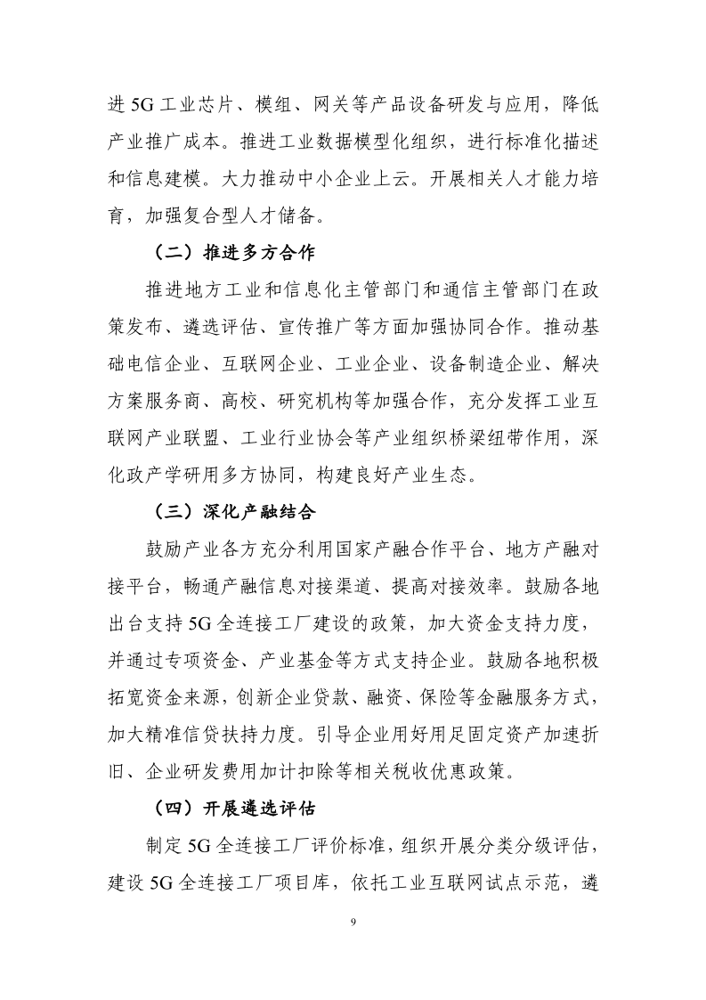 进 5G 工业芯片、模组、网关等产品设备研发与应用，降低
产业推广成本。推进工业数据模型化组织，进行标准化描述
和信息建模。大力推动中小企业上云。开展相关人才能力培
育，加强复合型人才储备。
（二）推进多方合作
推进地方工业和信息化主管部门和通信主管部门在政
策发布、遴选评估、宣传推广等方面加强协同合作。推动基
础电信企业、互联网企业、工业企业、设备制造企业、解决
方案服务商、高校、研究机构等加强合作，充分发挥工业互
联网产业联盟、工业行业协会等产业组织桥梁纽带作用，深
化政产学研用多方协同，构建良好产业生态。
（三）深化产融结合
鼓励产业各方充分利用国家产融合作平台、地方产融对
接平台，畅通产融信息对接渠道、提高对接效率。鼓励各地
出台支持 5G 全连接工厂建设的政策，加大资金支持力度，
并通过专项资金、产业基金等方式支持企业。鼓励各地积极
拓宽资金来源，创新企业贷款、融资、保险等金融服务方式，
加大精准信贷扶持力度。引导企业用好用足固定资产加速折
旧、企业研发费用加计扣除等相关税收优惠政策。
（四）开展遴选评估
制定 5G 全连接工厂评价标准，组织开展分类分级评估，
建设 5G 全连接工厂项目库，依托工业互联网试点示范，遴
9